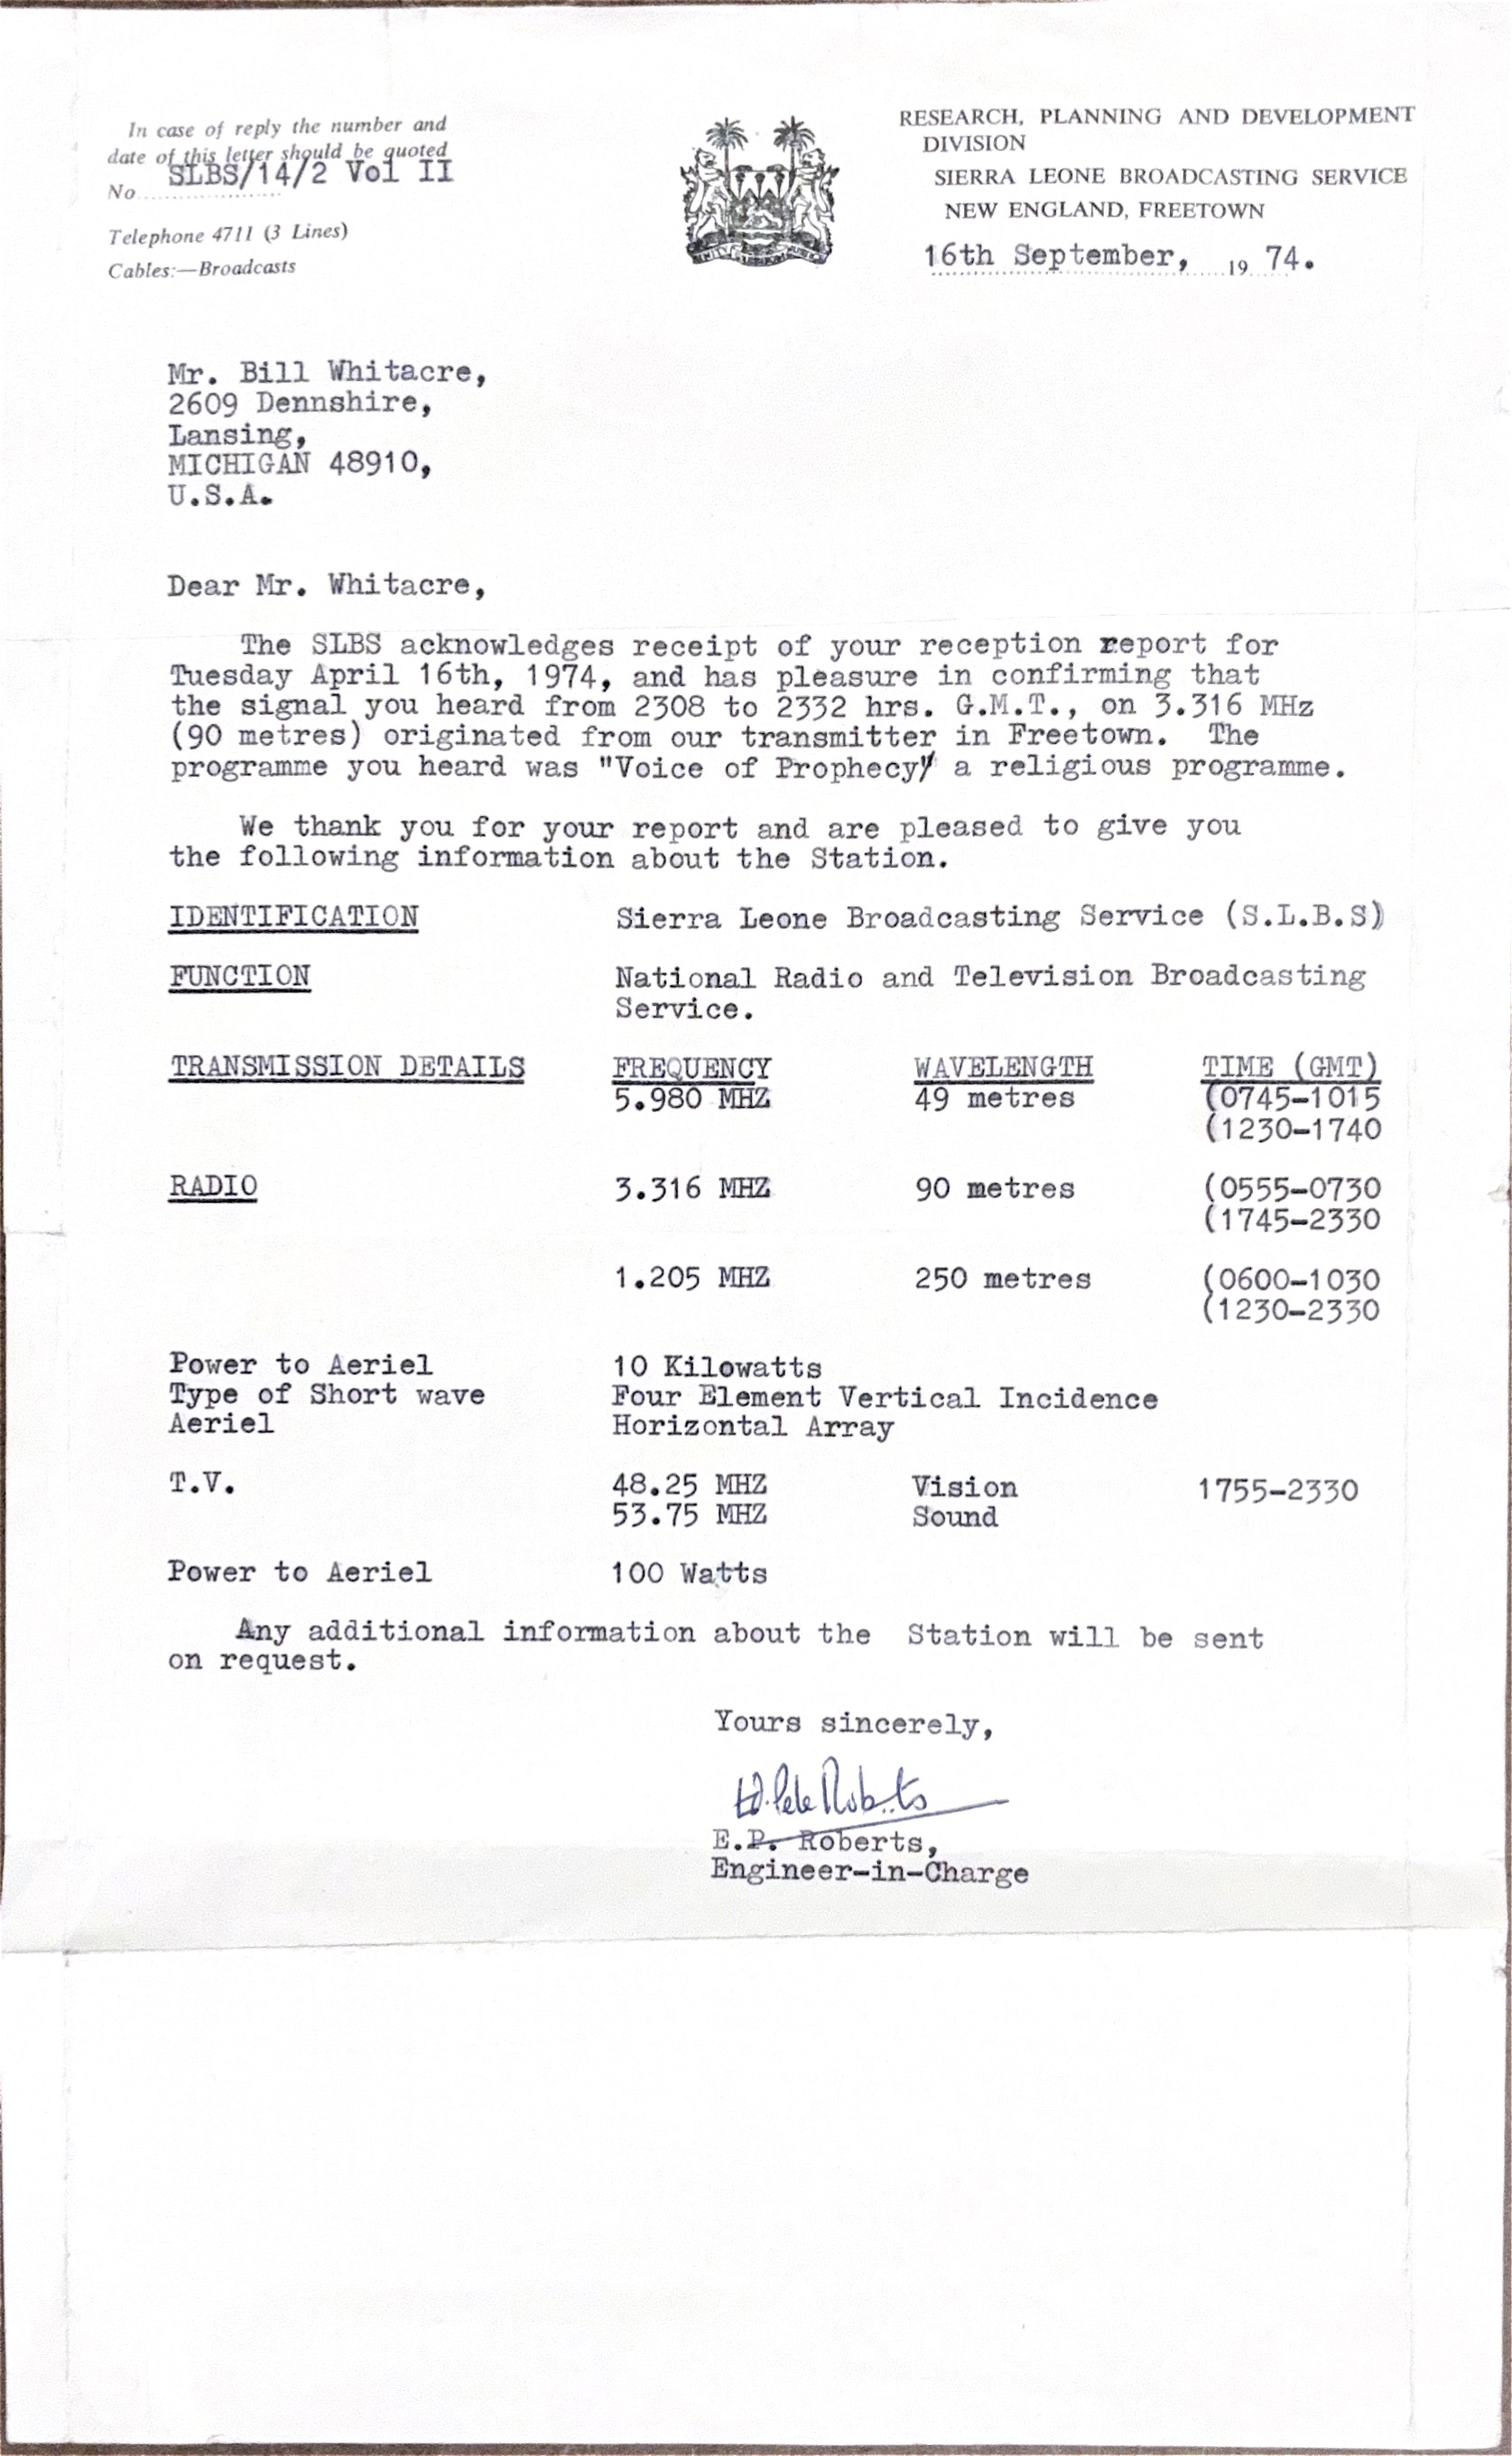 In case of reply the number and
date of this letter should be quoted
No SLBS/14/2 Vol II
Telephone 4711 (3 Lines)
Cables:—Broadcasts
RESEARCH, PLANNING AND DEVELOPMENT
DIVISION
SIERRA LEONE BROADCASTING SERVICE
NEW ENGLAND, FREETOWN
16th September, 19 74.
Mr. Bill Whitacre,
2609 Dennshire,
Lansing,
MICHIGAN 48910,
U.S.A.
Dear Mr. Whitacre,
The SLBS acknowledges receipt of your reception report for
Tuesday April 16th, 1974, and has pleasure in confirming that
the signal you heard from 2308 to 2332 hrs. G.M.T., on 3.316 MHz
(90 metres) originated from our transmitter in Freetown. The
programme you heard was "Voice of Prophecy" a religious programme.
We thank you for your report and are pleased to give you
the following information about the Station.
IDENTIFICATION Sierra Leone Broadcasting Service (S.L.B.S)
FUNCTION National Radio and Television Broadcasting
Service.
TRANSMISSION DETAILS FREQUENCY WAVELENGTH TIME (GMT)
5.980 MHZ 49 metres (0745-1015
(1230-1740
RADIO 3.316 MHZ 90 metres (0555-0730
(1745-2330
1.205 MHZ 250 metres (0600-1030
(1230-2330
Power to Aeriel 10 Kilowatts
Type of Short wave Four Element Vertical Incidence
Aeriel Horizontal Array
T.V. 48.25 MHZ Vision 1755-2330
53.75 MHZ Sound
Power to Aeriel 100 Watts
Any additional information about the Station will be sent
on request.
Yours sincerely,
E.P. Roberts,
Engineer-in-Charge